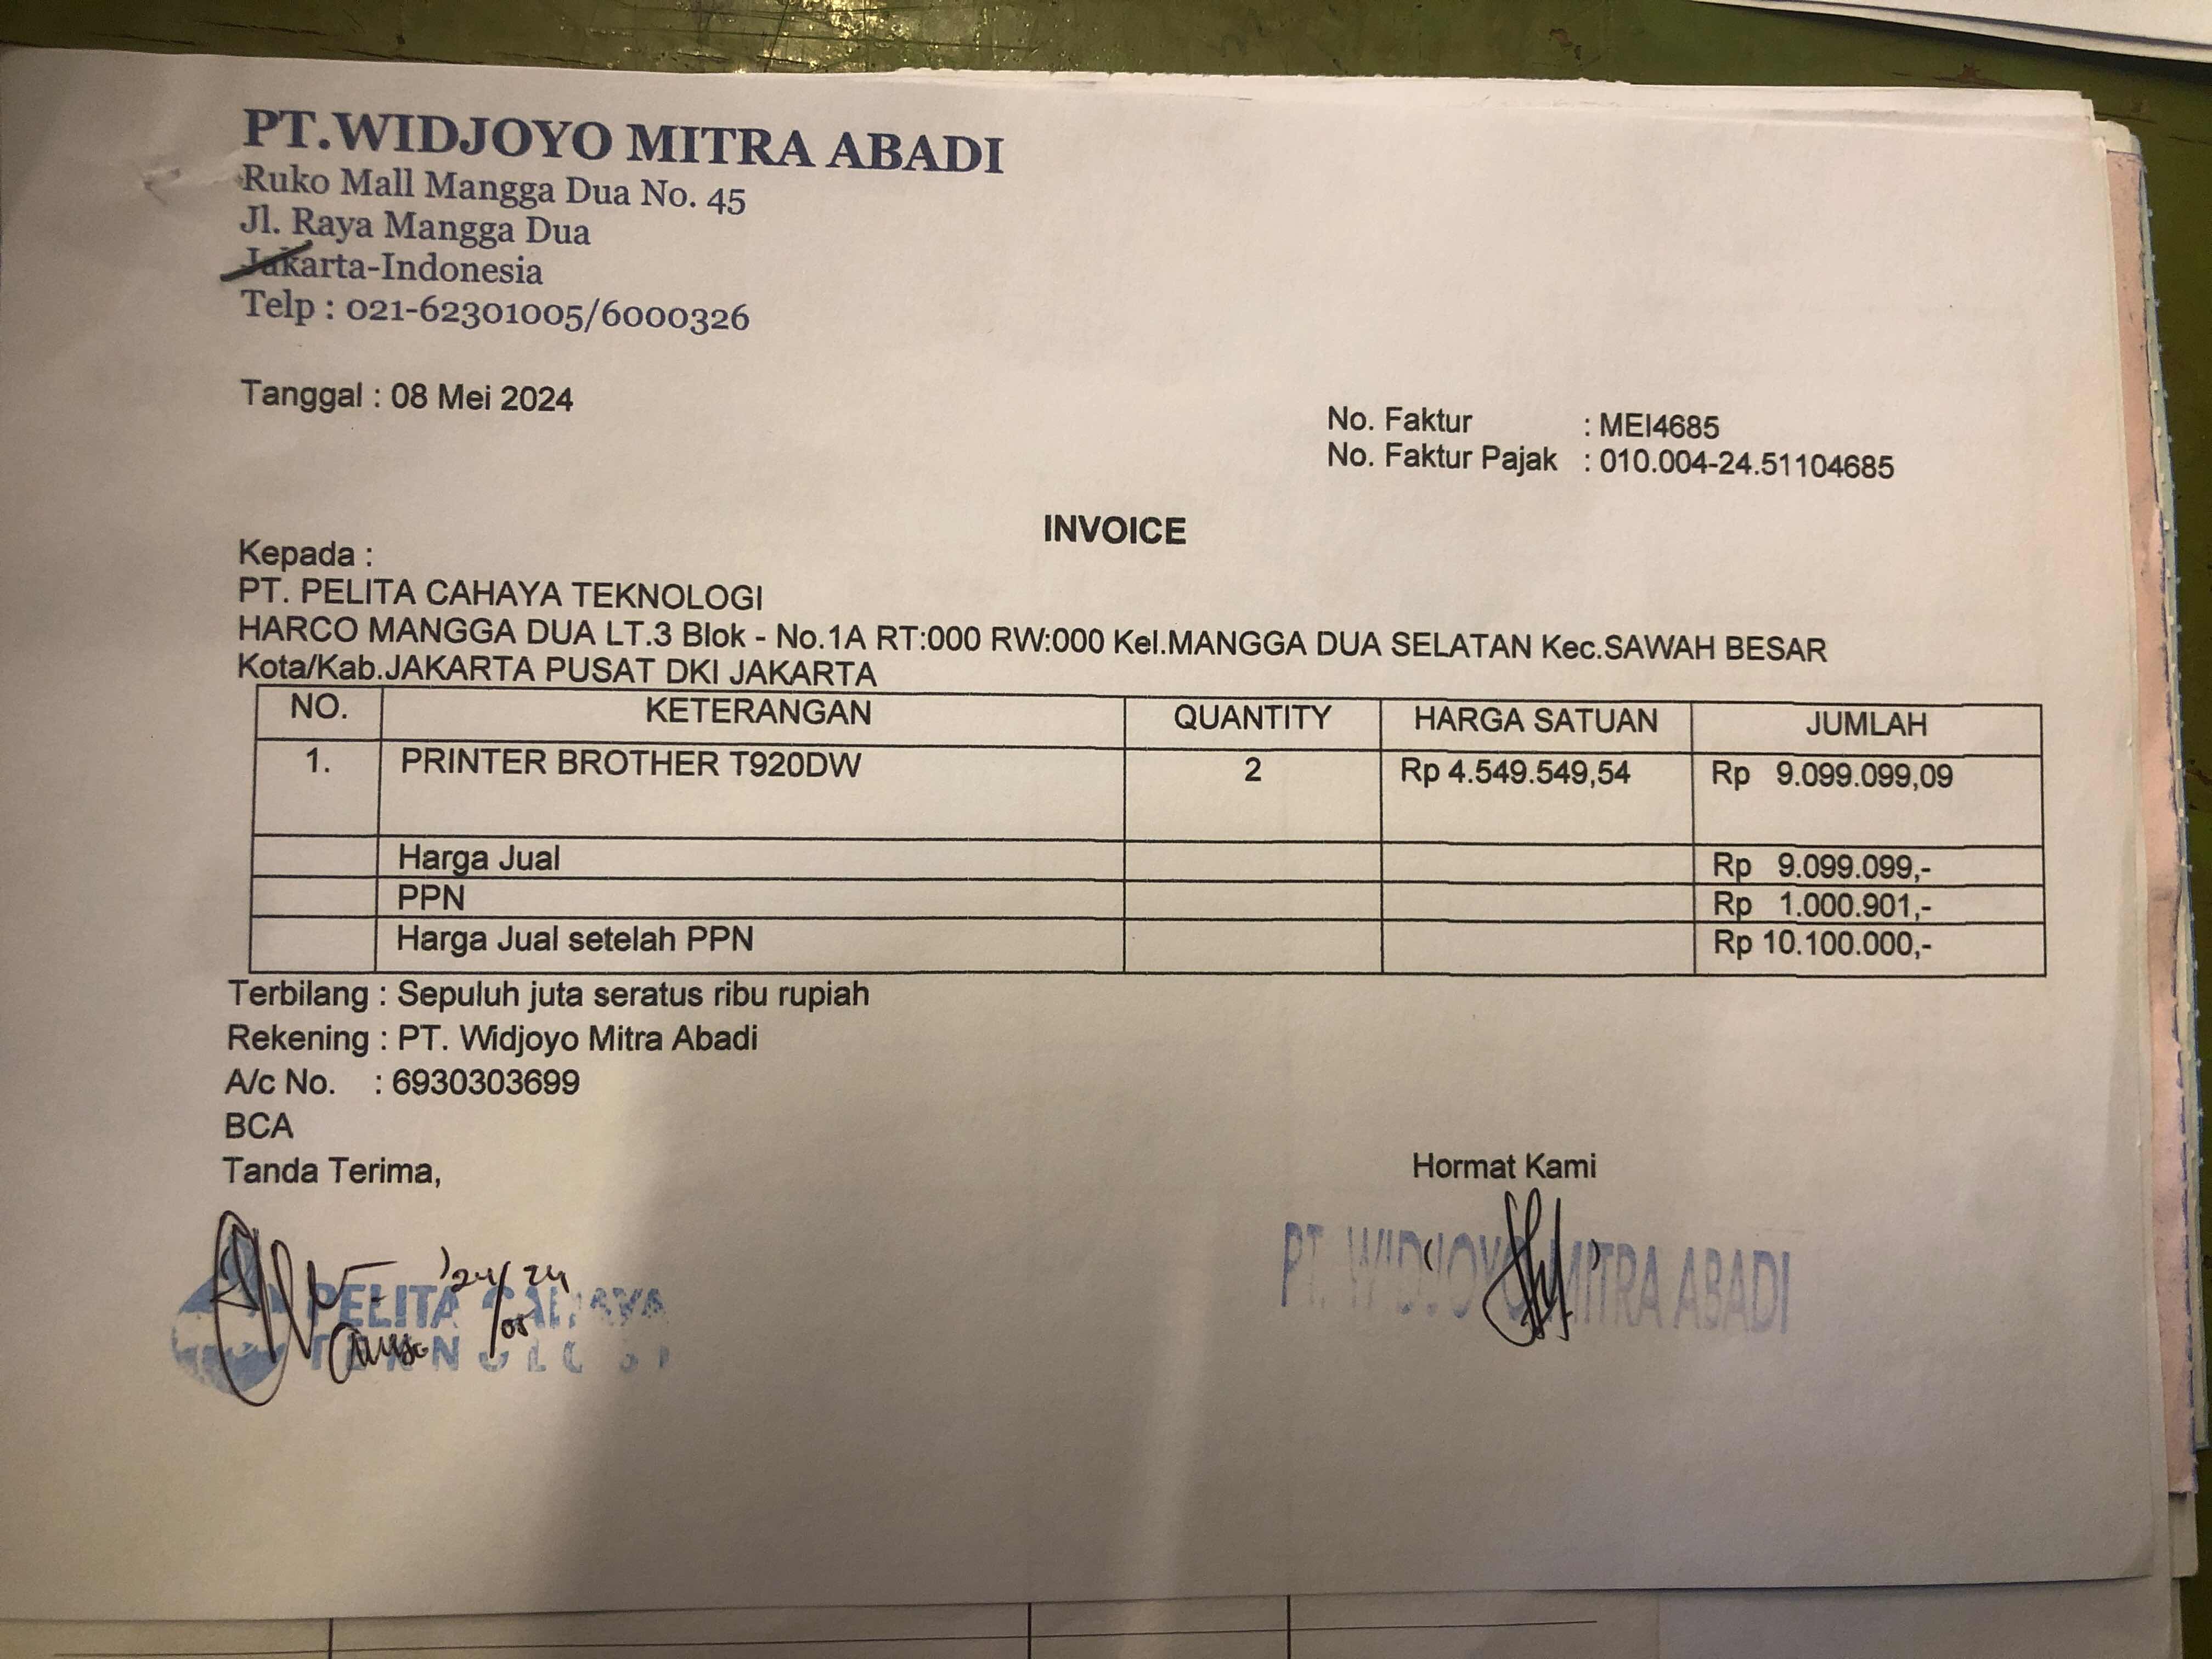 PT.WIDJOYO MITRA ABADI
Ruko Mall Mangga Dua No. 45
Jl. Raya Mangga Dua
Jakarta-Indonesia
Telp : 021-62301005/6000326
Tanggal : 08 Mei 2024
No. Faktur : MEI4685
No. Faktur Pajak : 010.004-24.51104685
INVOICE
Kepada :
PT. PELITA CAHAYA TEKNOLOGI
HARCO MANGGA DUA LT.3 Blok - No.1A RT:000 RW:000 Kel.MANGGA DUA SELATAN Kec.SAWAH BESAR
Kota/Kab.JAKARTA PUSAT DKI JAKARTA
NO. KETERANGAN QUANTITY HARGA SATUAN JUMLAH
1. PRINTER BROTHER T920DW 2 Rp 4.549.549,54 Rp 9.099.099,09
Harga Jual Rp 9.099.099,-
PPN Rp 1.000.901,-
Harga Jual setelah PPN Rp 10.100.000,-
Terbilang : Sepuluh juta seratus ribu rupiah
Rekening : PT. Widjoyo Mitra Abadi
A/c No. : 6930303699
BCA
Tanda Terima,
Hormat Kami
PELITA CAHAYA
TEKNOLOGI
PT. WIDJOYO MITRA ABADI